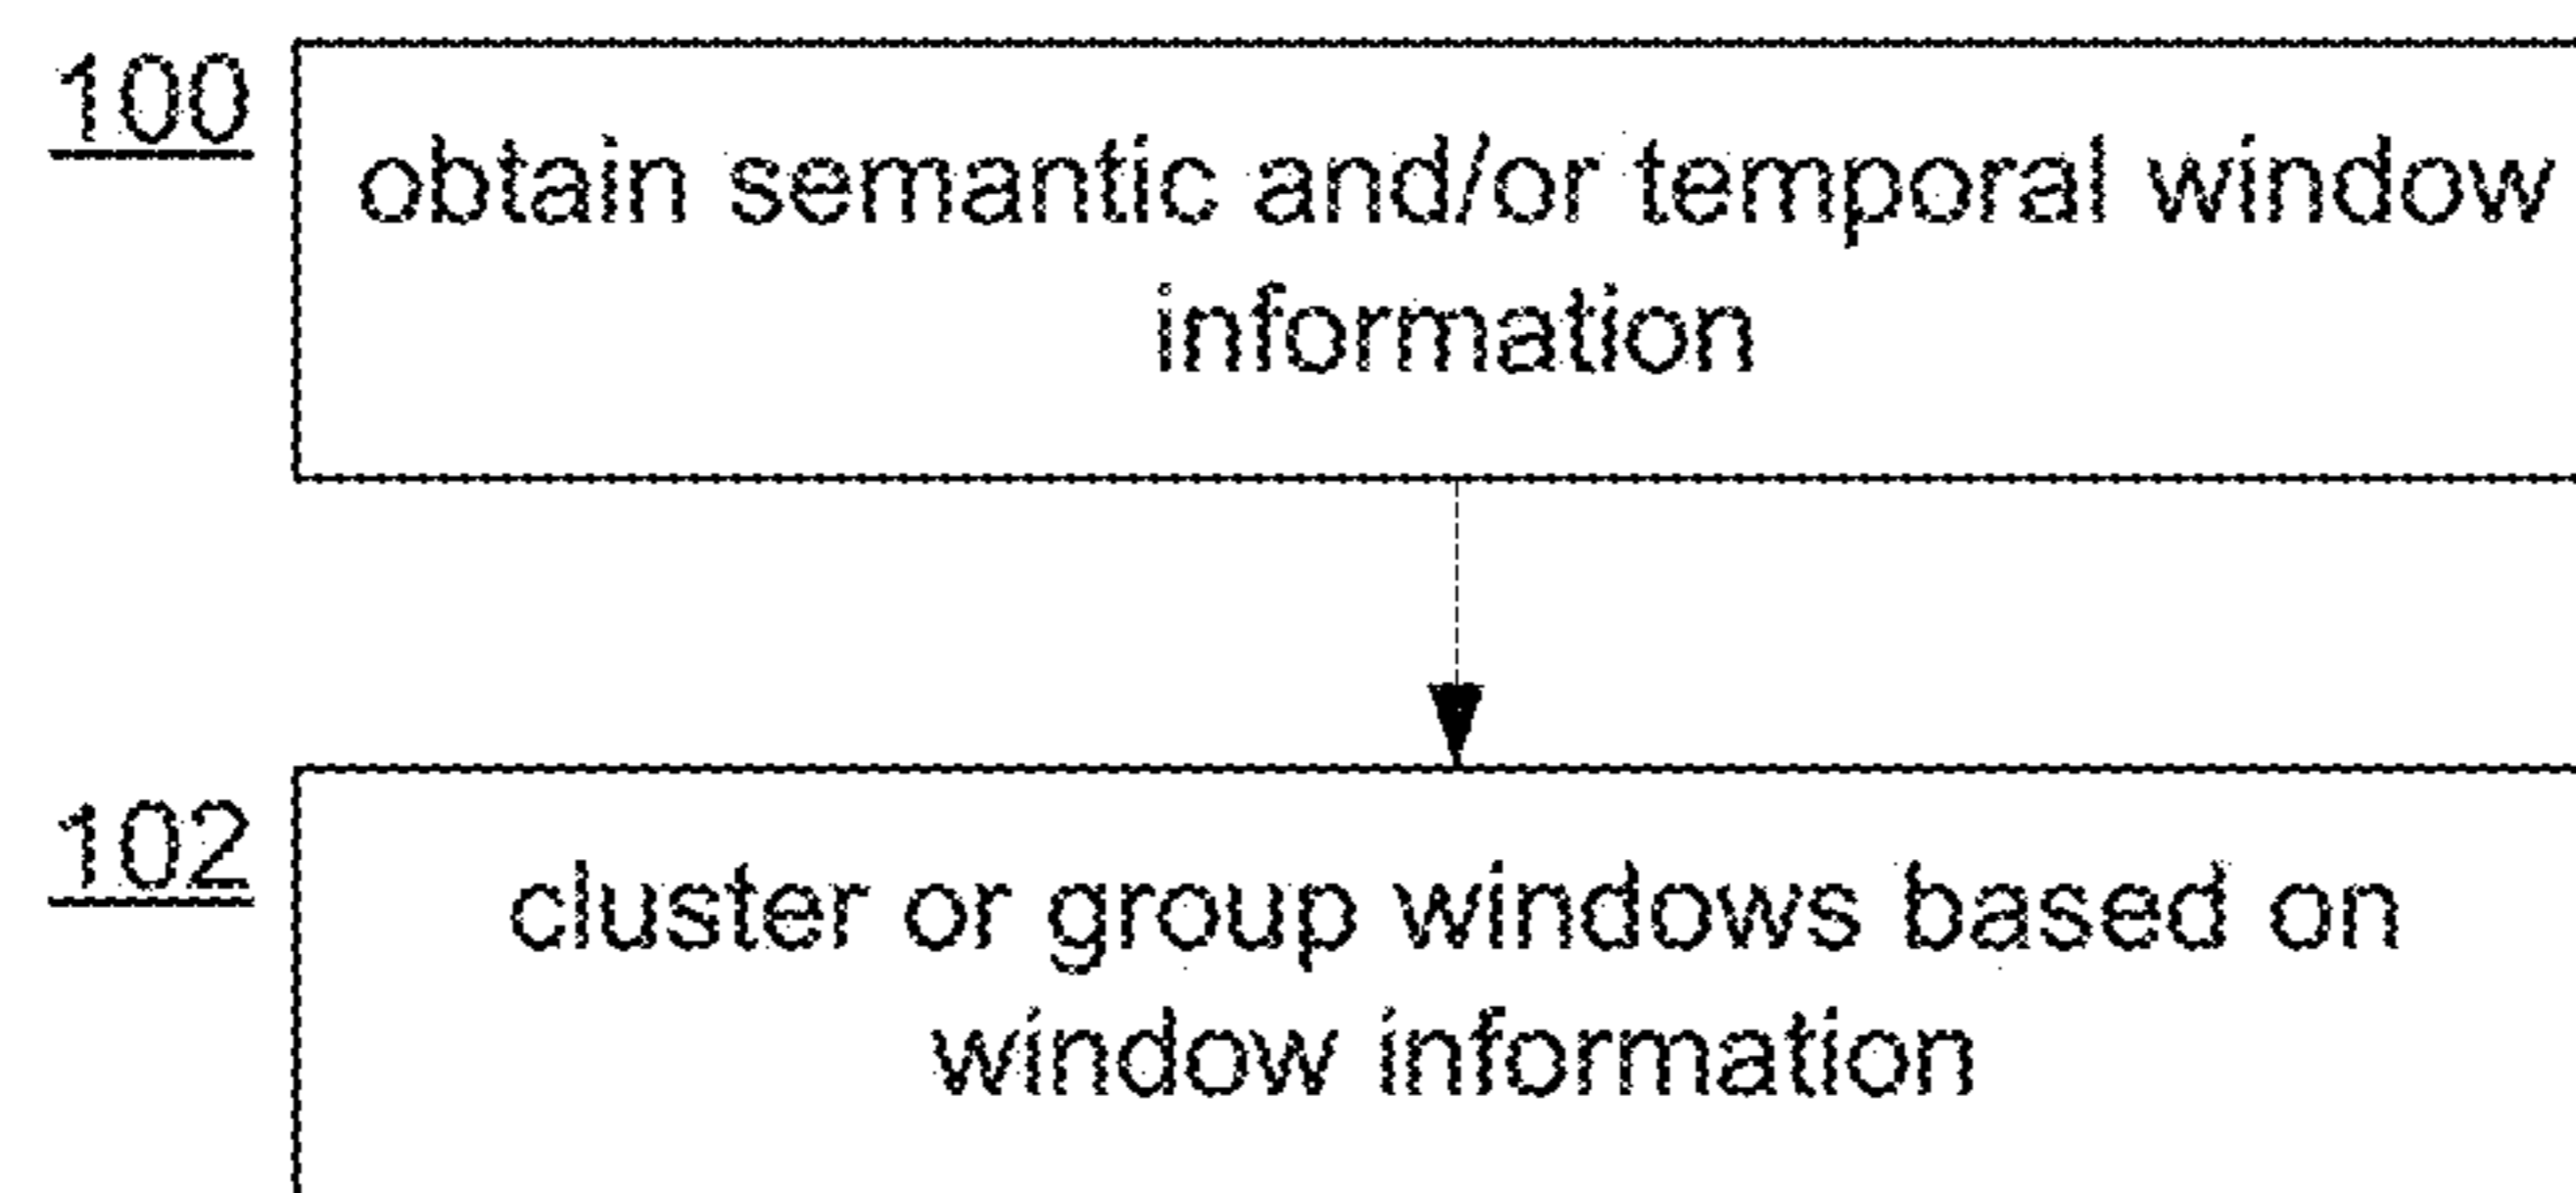 100
obtain semantic and/or temporal window
information
102
cluster or group windows based on
window information